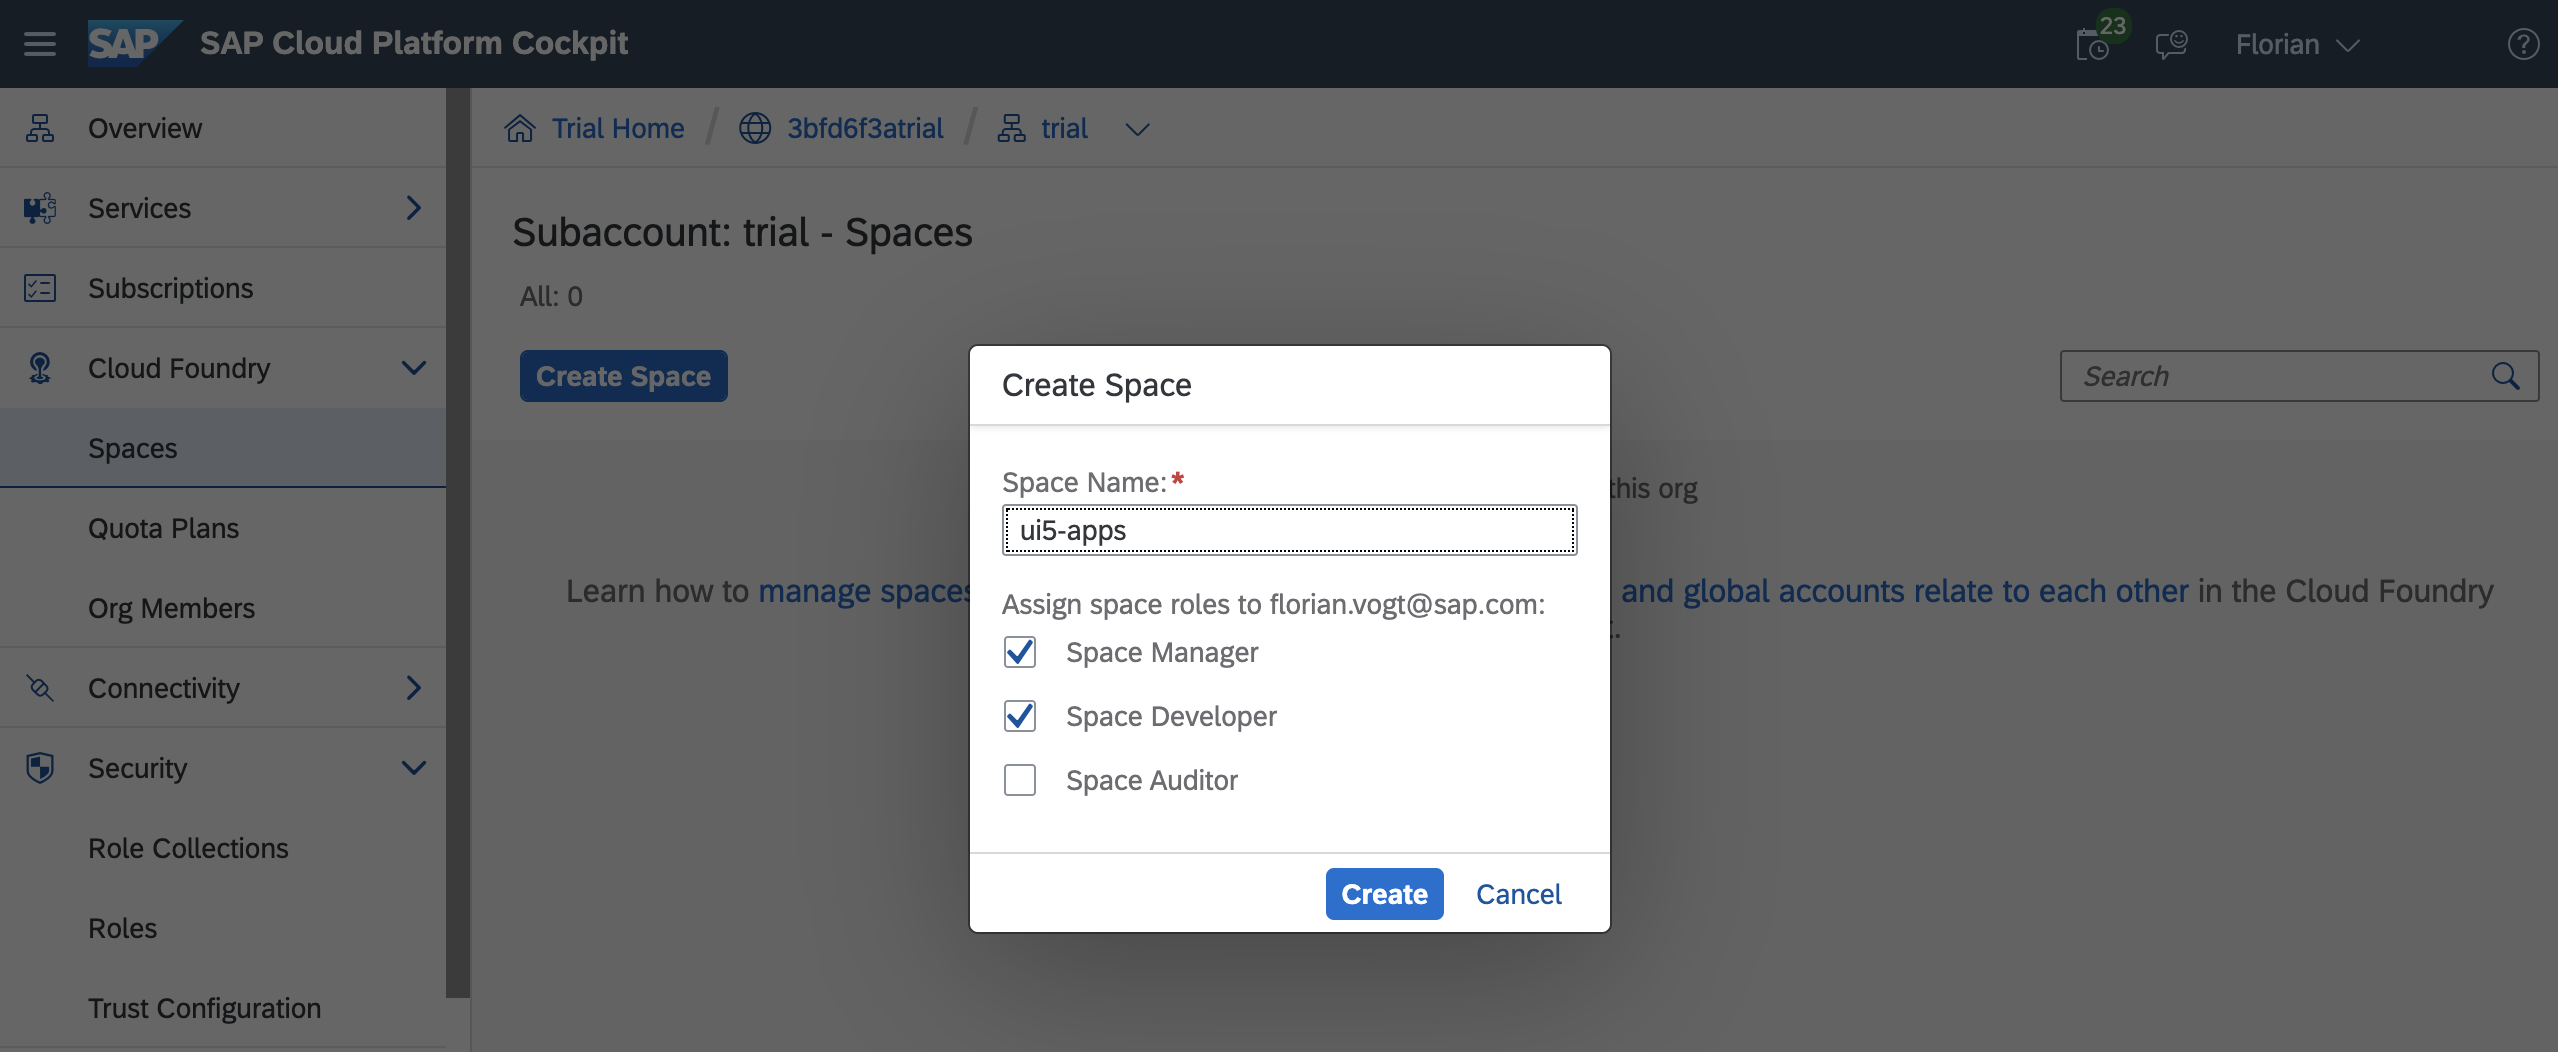 SAP SAP Cloud Platform Cockpit
23
Florian
?
Overview
Services
Subscriptions
Cloud Foundry
Spaces
Quota Plans
Org Members
Connectivity
Security
Role Collections
Roles
Trust Configuration
Trial Home / 3bfd6f3atrial / trial
Subaccount: trial - Spaces
All: 0
Create Space
Search
this org
Learn how to manage spaces and global accounts relate to each other in the Cloud Foundry
Create Space
Space Name:*
ui5-apps
Assign space roles to florian.vogt@sap.com:
Space Manager
Space Developer
Space Auditor
Create Cancel